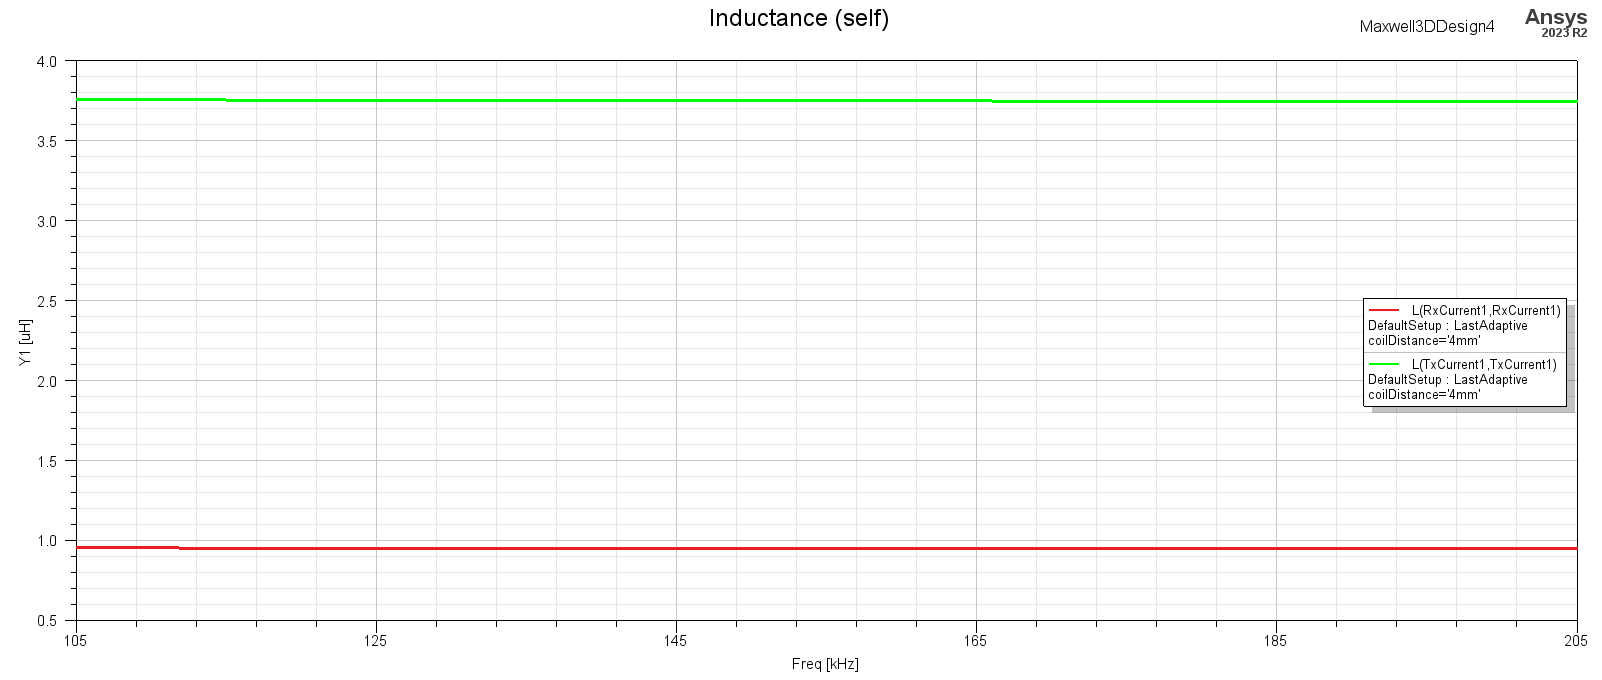 Inductance (self)
Maxwell3DDesign4
Ansys
2023 R2
4.0
3.5
3.0
2.5
2.0
1.5
1.0
0.5
Y1 [uH]
L(RxCurrent1,RxCurrent1)
DefaultSetup : LastAdaptive
coilDistance='4mm'
L(TxCurrent1,TxCurrent1)
DefaultSetup : LastAdaptive
coilDistance='4mm'
105 125 145 165 185 205
Freq [kHz]